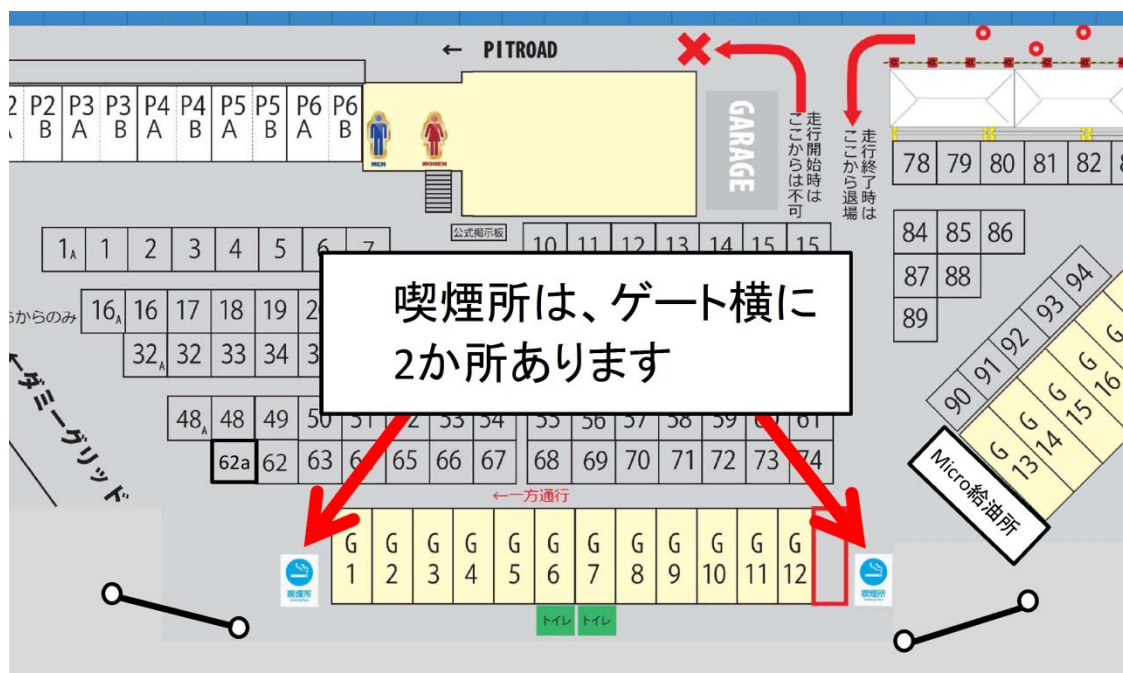 ← PITROAD
2 P2 P3 P3 P4 P4 P5 P5 P6 P6
B A B A B A B A B
MEN WOMEN
GARAGE
走行開始時は
ここからは不可
走行終了時は
ここから退場
78 79 80 81 82
公式掲示板
1A 1 2 3 4 5 6 7 10 11 12 13 14 15 15
84 85 86
87 88
89
喫煙所は、ゲート横に
2か所あります
らのみ 16A 16 17 18 19
32A 32 33 34
90 91 92 93 94
←ダミーグリッド
48A 48 49 50 51 52 53 54 55 56 57 58 59 60 61
62a 62 63 64 65 66 67 68 69 70 71 72 73 74
G 13 G 14 G 15 G 16 G G
Micro給油所
←一方通行
G 1 G 2 G 3 G 4 G 5 G 6 G 7 G 8 G 9 G 10 G 11 G 12
喫煙所 喫煙所
トイレ トイレ